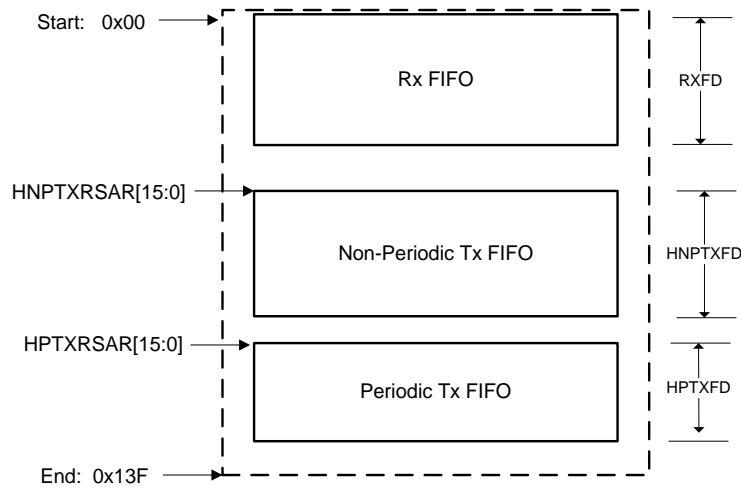 Start: 0x00
Rx FIFO
RXFD
HNPTXRSAR[15:0]
Non-Periodic Tx FIFO
HNPTXFD
HPTXRSAR[15:0]
Periodic Tx FIFO
HPTXFD
End: 0x13F